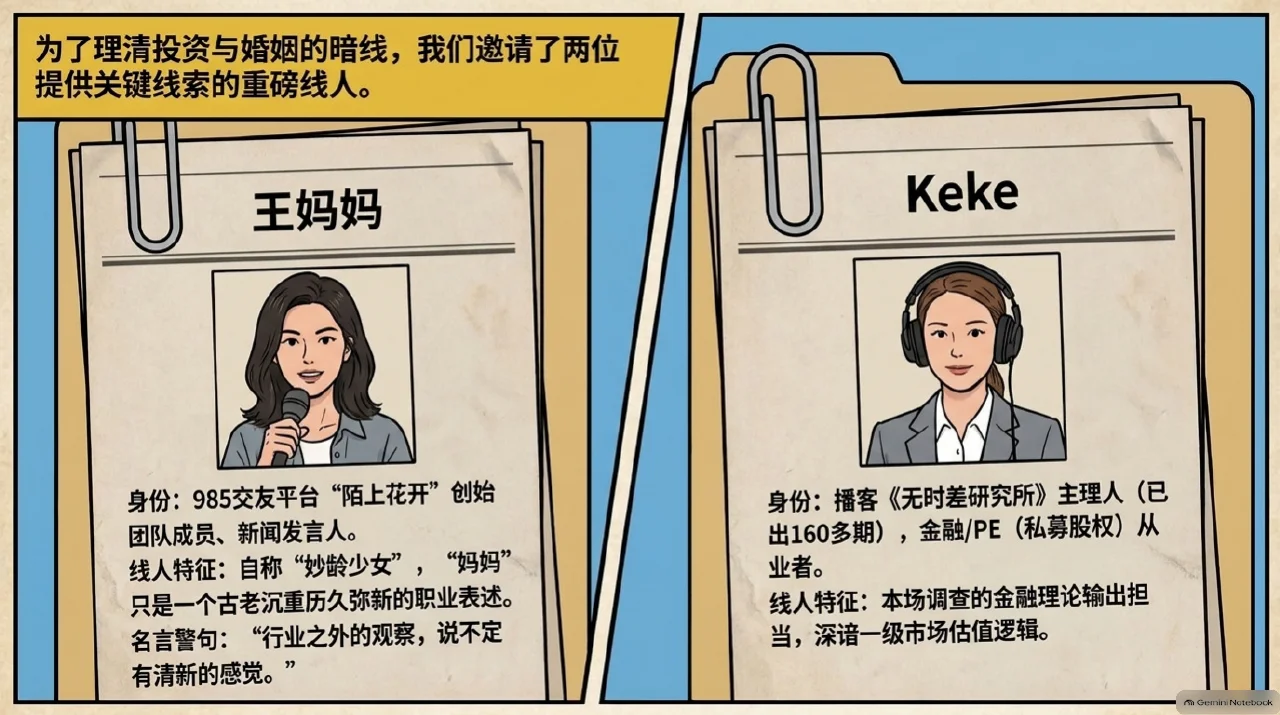 为了理清投资与婚姻的暗线，我们邀请了两位
提供关键线索的重磅线人。
王妈妈
身份：985交友平台“陌上花开”创始
团队成员、新闻发言人。
线人特征：自称“妙龄少女”，“妈妈”
只是一个古老沉重历久弥新的职业表述。
名言警句：“行业之外的观察，说不定
有清新的感觉。”
Keke
身份：播客《无时差研究所》主理人（已
出160多期），金融/PE（私募股权）从
业者。
线人特征：本场调查的金融理论输出担
当，深谙一级市场估值逻辑。
Gemini Notebook